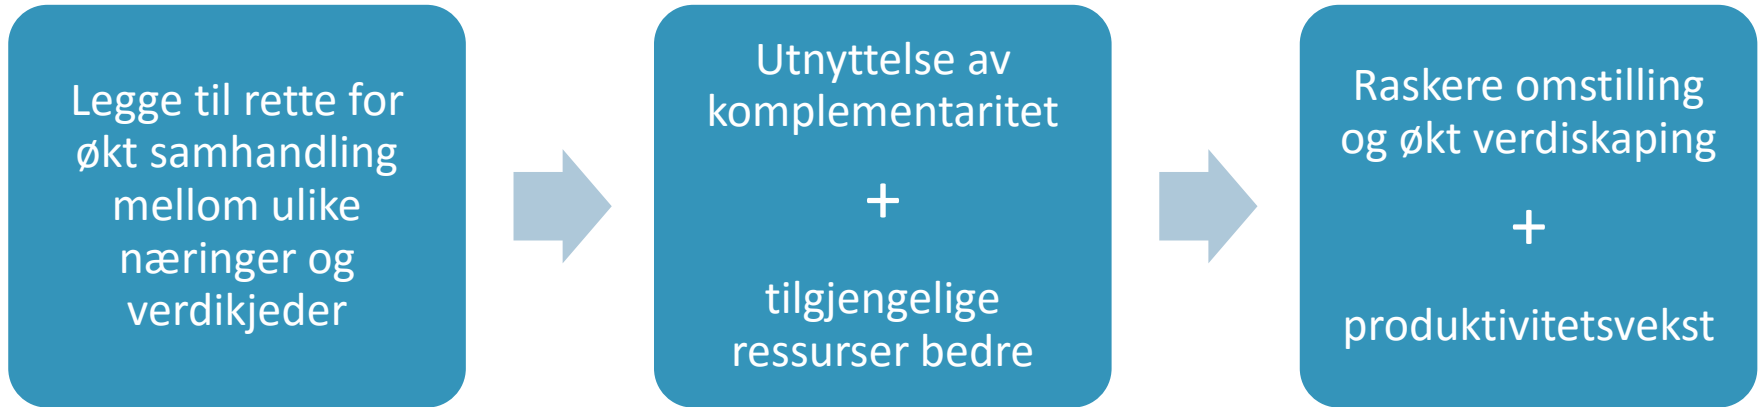 Legge til rette for
økt samhandling
mellom ulike
næringer og
verdikjeder
Utnyttelse av
komplementaritet
+
tilgjengelige
ressurser bedre
Raskere omstilling
og økt verdiskaping
+
produktivitetsvekst